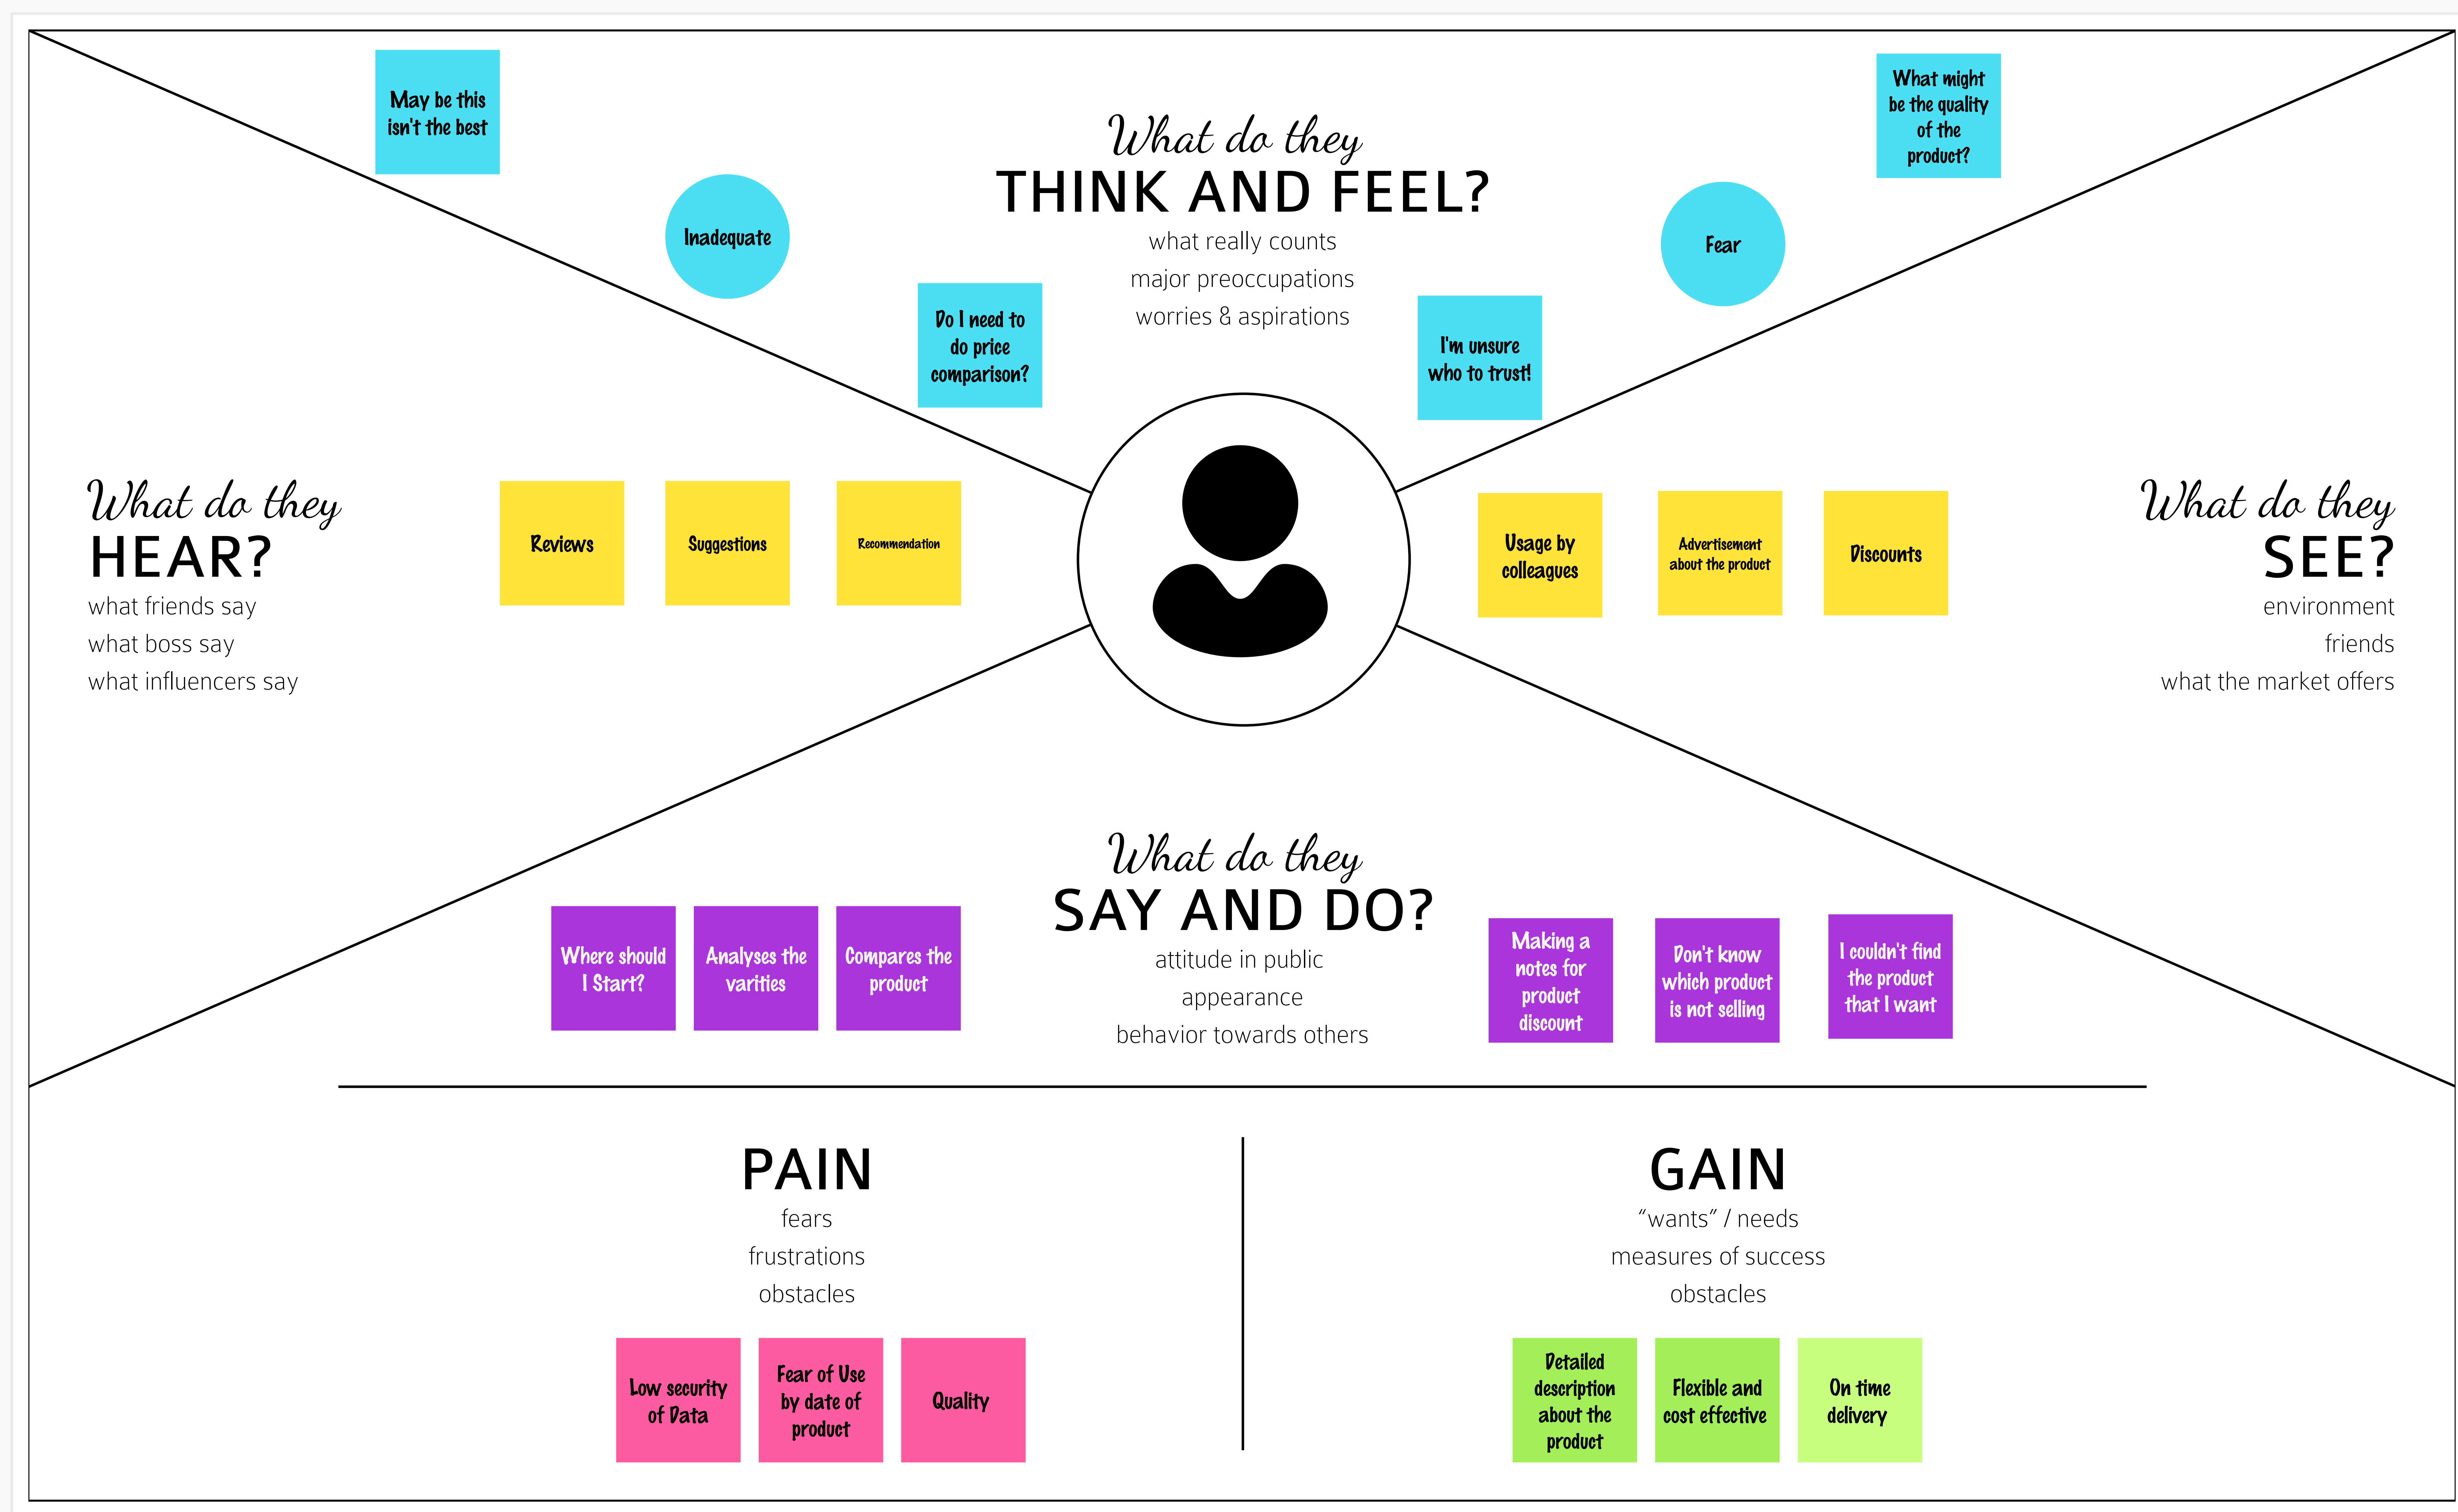 May be this
isn't the best
Inadequate
Do I need to
do price
comparison?
What do they
THINK AND FEEL?
what really counts
major preoccupations
worries & aspirations
I'm unsure
who to trust!
Fear
What might
be the quality
of the
product?
What do they
HEAR?
what friends say
what boss say
what influencers say
Reviews
Suggestions
Recommendation
Usage by
colleagues
Advertisement
about the product
Discounts
What do they
SEE?
environment
friends
what the market offers
What do they
SAY AND DO?
attitude in public
appearance
behavior towards others
Where should
I Start?
Analyses the
varities
Compares the
product
Making a
notes for
product
discount
Don't know
which product
is not selling
I couldn't find
the product
that I want
PAIN
fears
frustrations
obstacles
Low security
of Data
Fear of Use
by date of
product
Quality
GAIN
“wants” / needs
measures of success
obstacles
Detailed
description
about the
product
Flexible and
cost effective
On time
delivery